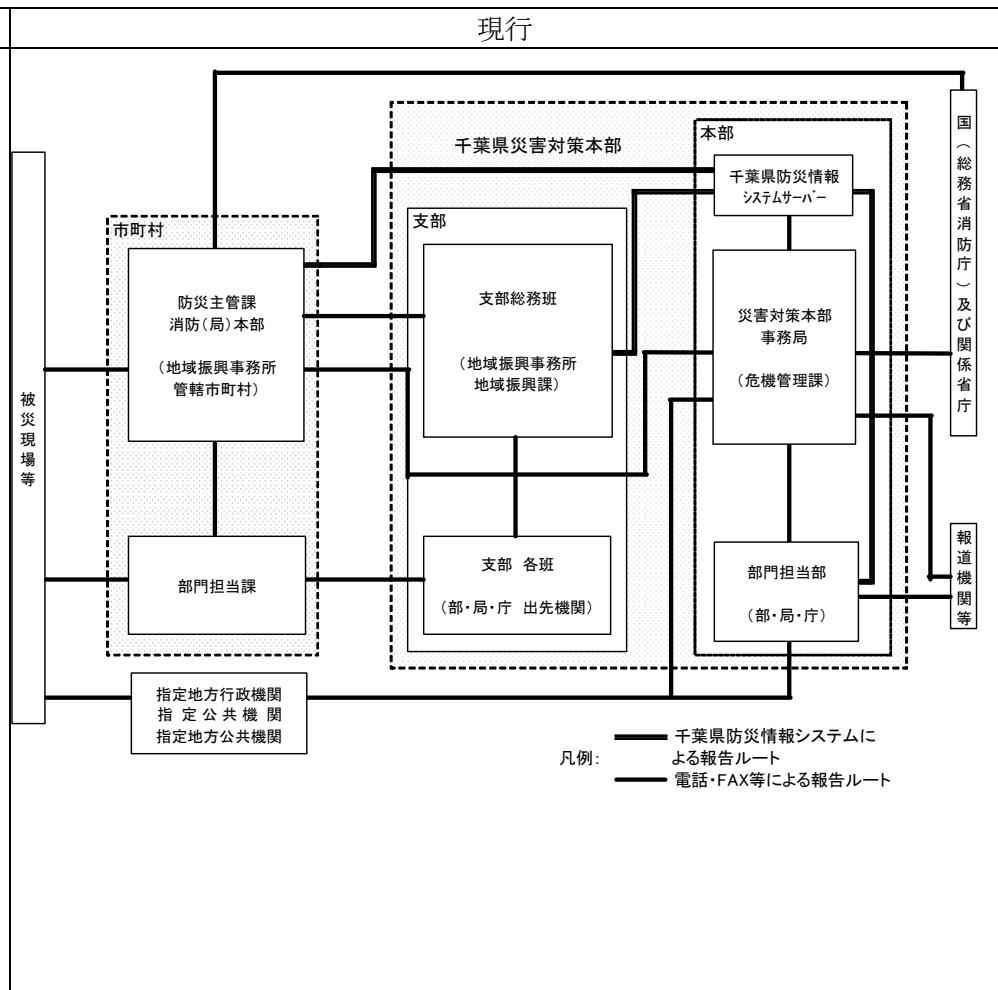 現行
千葉県災害対策本部
本部
千葉県防災情報
システムサーバー
市町村
支部
防災主管課
消防(局)本部
(地域振興事務所
管轄市町村)
支部総務班
(地域振興事務所
地域振興課)
災害対策本部
事務局
(危機管理課)
国(総務省消防庁)及び関係省庁
被災現場等
部門担当課
支部 各班
(部・局・庁 出先機関)
部門担当部
(部・局・庁)
報道機関等
指定地方行政機関
指定公共機関
指定地方公共機関
凡例:
千葉県防災情報システムに
よる報告ルート
電話・FAX等による報告ルート